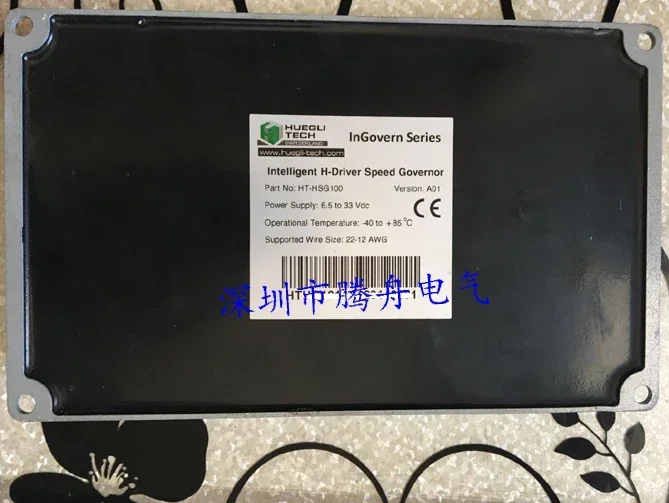 HUEGLI
TECH
SWITZERLAND
www.huegli-tech.com
InGovern Series
Intelligent H-Driver Speed Governor
Part No: HT-HSG100
Version: A01
Power Supply: 6.5 to 33 Vdc
CE
Operational Temperature: -40 to +85°C
Supported Wire Size: 22-12 AWG
深圳市腾舟电气